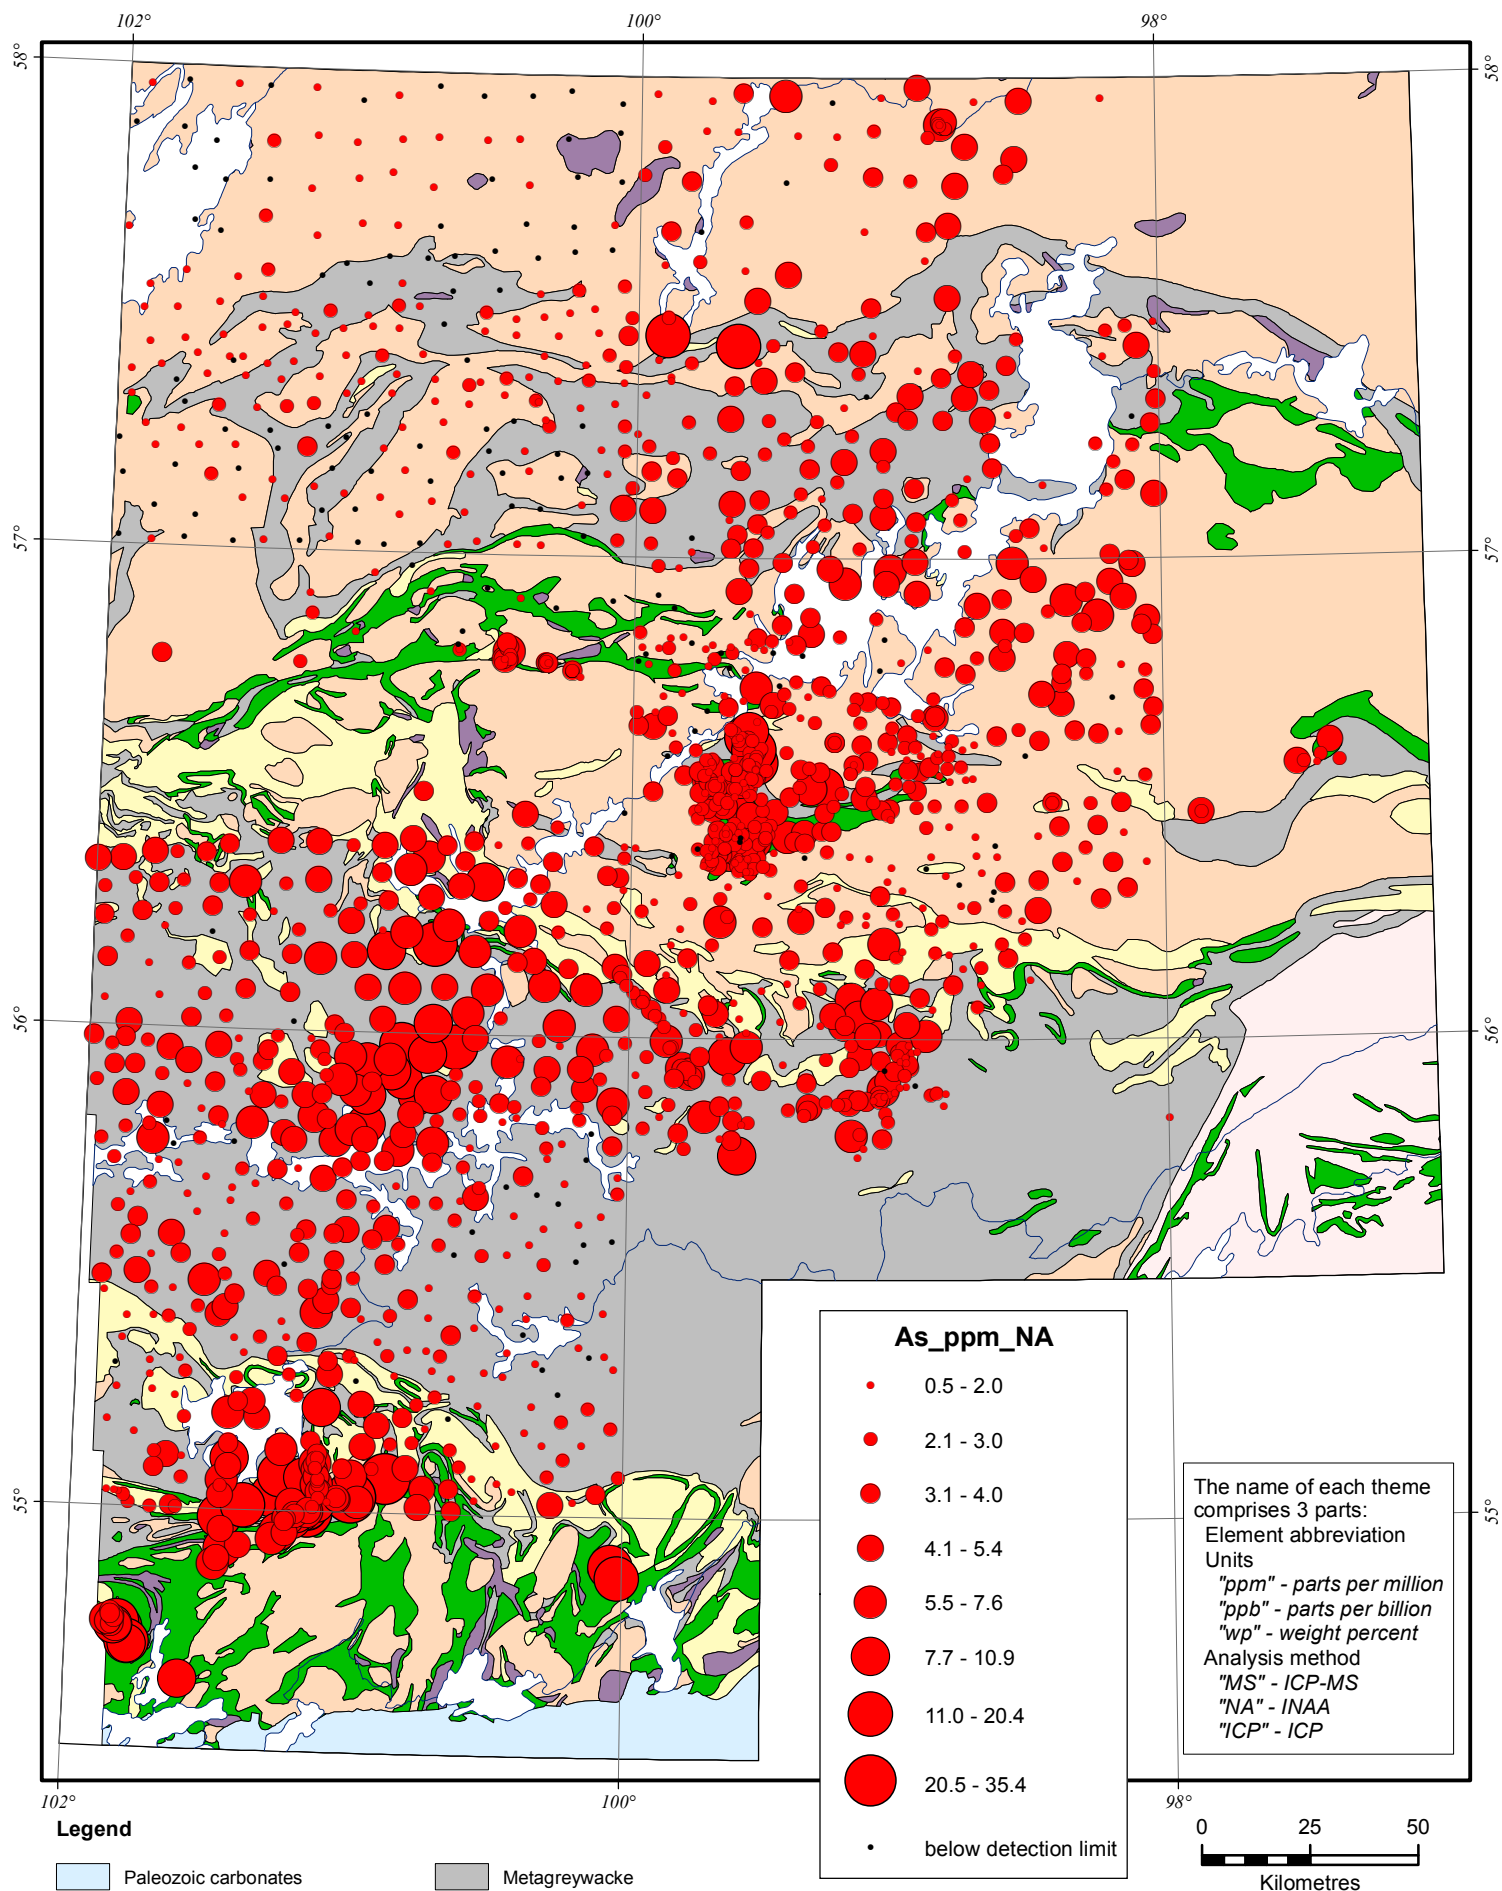 102°
100°
98°
58°
58°
57°
57°
56°
56°
55°
55°
As_ppm_NA
0.5 - 2.0
2.1 - 3.0
3.1 - 4.0
4.1 - 5.4
5.5 - 7.6
7.7 - 10.9
11.0 - 20.4
20.5 - 35.4
below detection limit
The name of each theme
comprises 3 parts:
Element abbreviation
Units
"ppm" - parts per million
"ppb" - parts per billion
"wp" - weight percent
Analysis method
"MS" - ICP-MS
"NA" - INAA
"ICP" - ICP
102°
100°
98°
Legend
Paleozoic carbonates
Metagreywacke
0 25 50
Kilometres